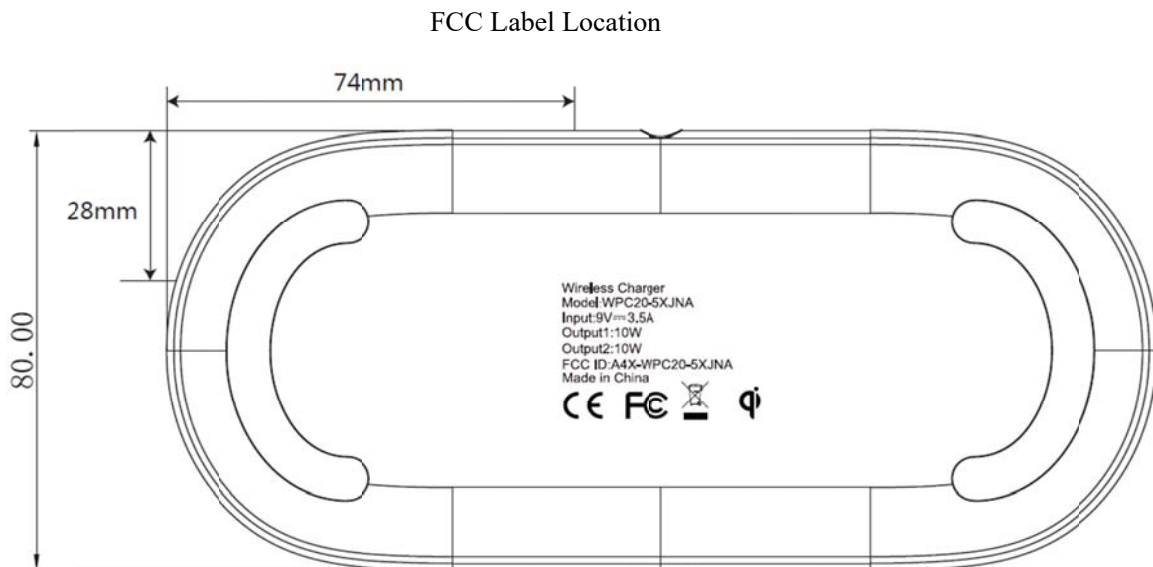 FCC Label Location
74mm
28mm
80.00
Wireless Charger
Model:WPC20-5XJNA
Input:9V⎓3.5A
Output1:10W
Output2:10W
FCC ID:A4X-WPC20-5XJNA
Made in China
CE FC qi